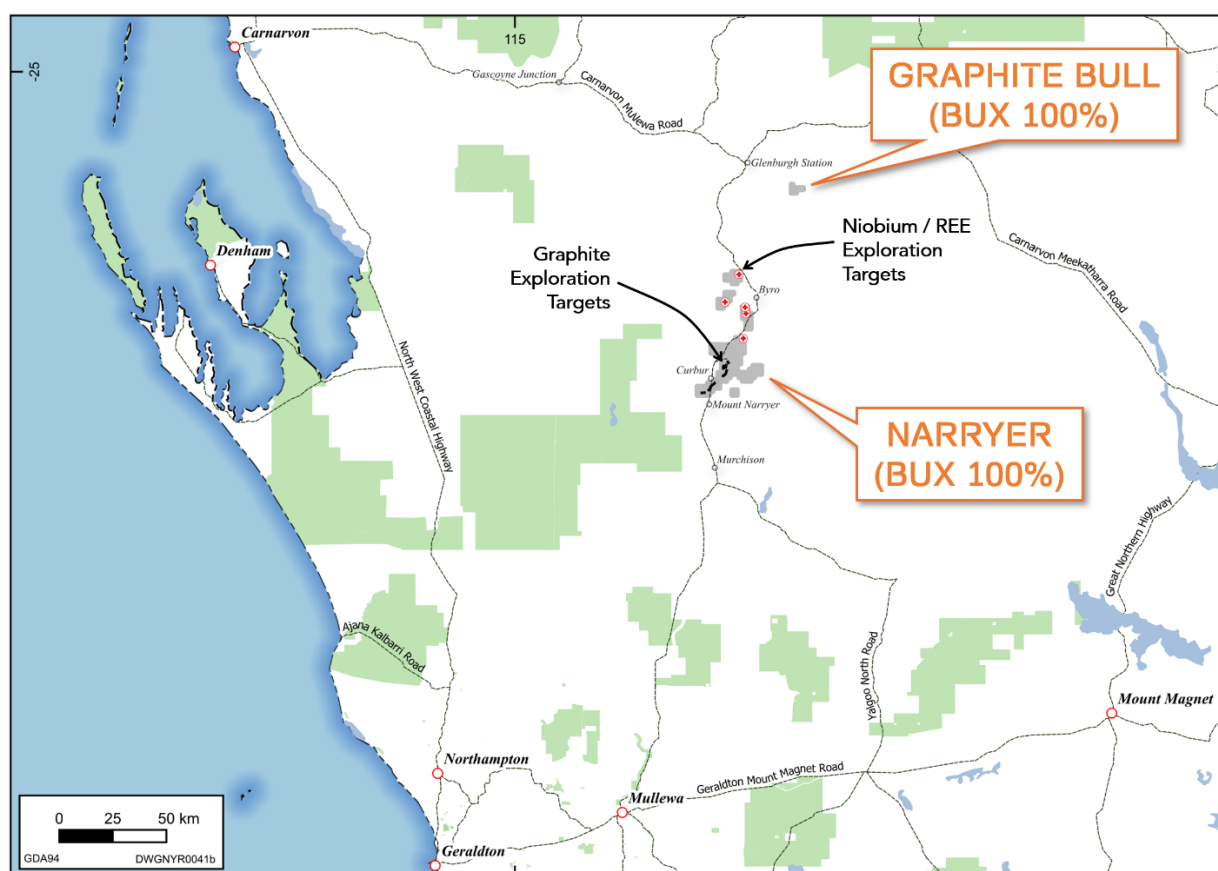 Carnarvon
115
-25
Gascoyne Junction
Carnarvon Mullewa Road
GRAPHITE BULL
(BUX 100%)
Glenburgh Station
Denham
Graphite
Exploration
Targets
Niobium / REE
Exploration
Targets
Byro
Carnarvon Meekatharra Road
North West Coastal Highway
Curbur
Mount Narryer
NARRYER
(BUX 100%)
Murchison
Great Northern Highway
Ajana Kalbarri Road
Yalgoo North Road
Mount Magnet
Northampton
Geraldton Mount Magnet Road
Mullewa
0 25 50 km
GDA94 DWGNYR0041b
Geraldton
115